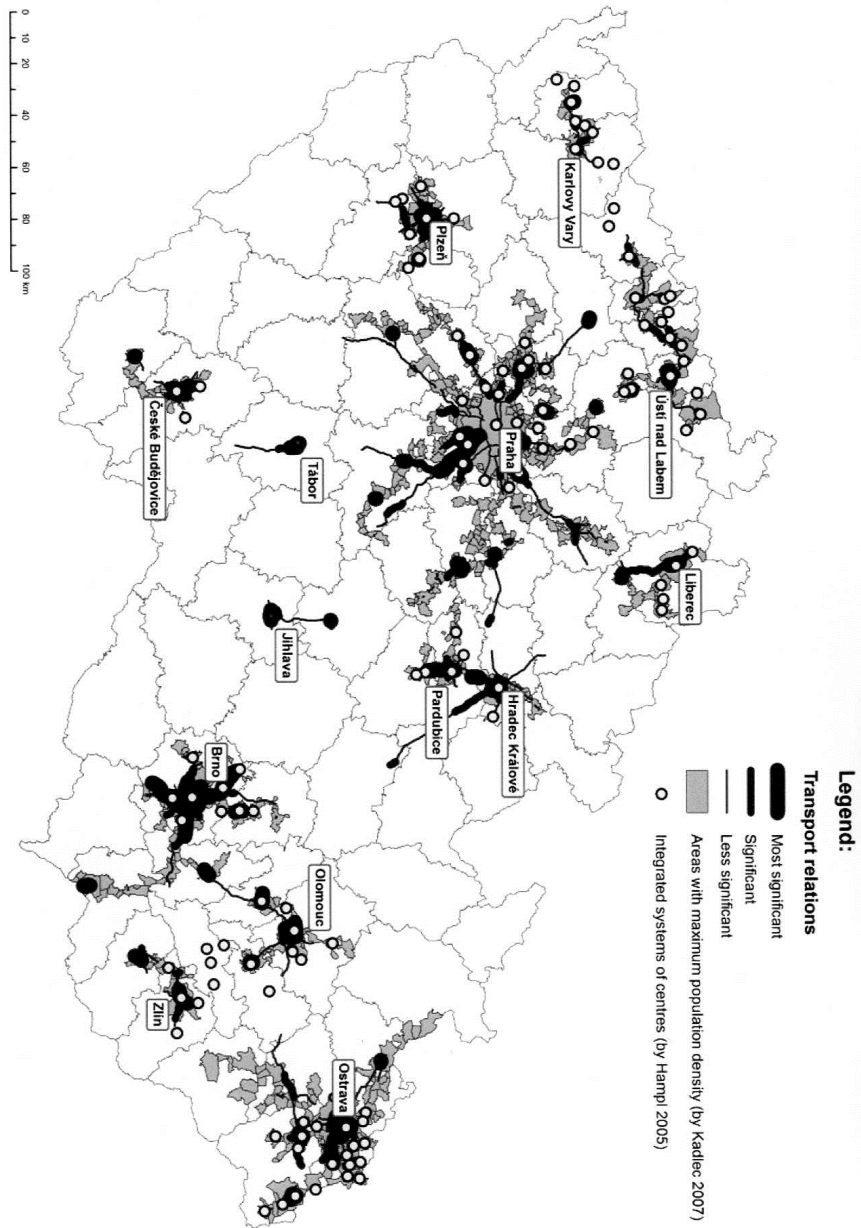 Legend:
Transport relations
Most significant
Significant
Less significant
Areas with maximum population density (by Kadlec 2007)
Integrated systems of centres (by Hampl 2005)
Karlovy Vary
Ústí nad Labem
Liberec
Plzeň
Praha
Hradec Králové
Pardubice
Tábor
Jihlava
České Budějovice
Brno
Olomouc
Ostrava
Zlín
0 20 40 60 80 100 km